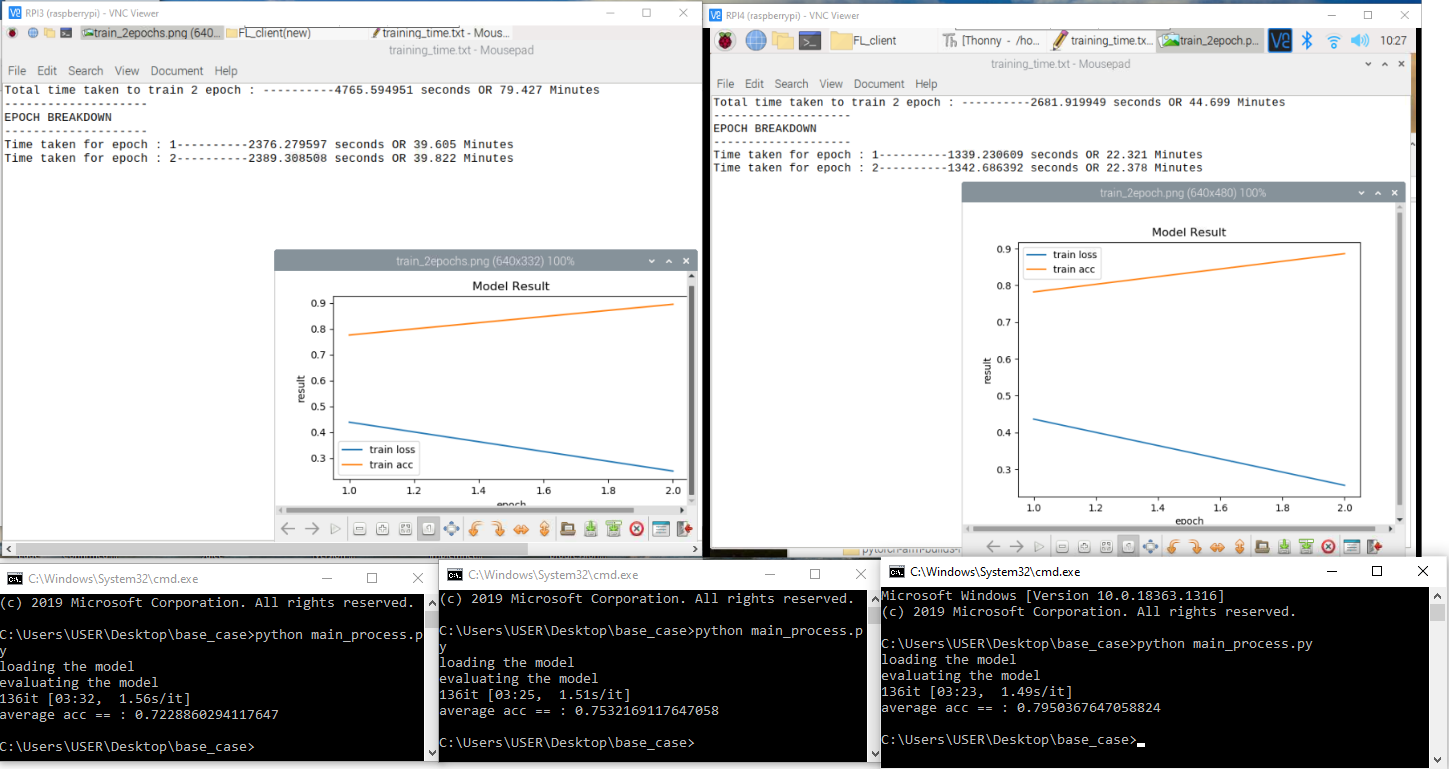 RPI3 (raspberrypi) - VNC Viewer
train_2epochs.png (640...
FL_client(new)
training_time.txt - Mous...
training_time.txt - Mousepad
File Edit Search View Document Help
Total time taken to train 2 epoch : ----------4765.594951 seconds OR 79.427 Minutes
-------------------
EPOCH BREAKDOWN
-------------------
Time taken for epoch : 1----------2376.279597 seconds OR 39.605 Minutes
Time taken for epoch : 2----------2389.308508 seconds OR 39.822 Minutes
train_2epochs.png (640x332) 100%
Model Result
0.9
0.8
0.7
0.6
0.5
0.4
0.3
result
train loss
train acc
1.0 1.2 1.4 1.6 1.8 2.0
epoch
RPI4 (raspberrypi) - VNC Viewer
FL_client
[Thonny - /ho...
training_time.tx...
train_2epoch.p...
10:27
training_time.txt - Mousepad
File Edit Search View Document Help
Total time taken to train 2 epoch : ----------2681.919949 seconds OR 44.699 Minutes
-------------------
EPOCH BREAKDOWN
-------------------
Time taken for epoch : 1----------1339.230609 seconds OR 22.321 Minutes
Time taken for epoch : 2----------1342.686392 seconds OR 22.378 Minutes
train_2epoch.png (640x480) 100%
Model Result
train loss
train acc
0.9
0.8
0.7
0.6
0.5
0.4
0.3
result
1.0 1.2 1.4 1.6 1.8 2.0
epoch
C:\Windows\System32\cmd.exe
(c) 2019 Microsoft Corporation. All rights reserved.
C:\Users\USER\Desktop\base_case>python main_process.p
y
loading the model
evaluating the model
136it [03:32, 1.56s/it]
average acc == : 0.7228860294117647
C:\Users\USER\Desktop\base_case>
C:\Windows\System32\cmd.exe
(c) 2019 Microsoft Corporation. All rights reserved.
C:\Users\USER\Desktop\base_case>python main_process.p
y
loading the model
evaluating the model
136it [03:25, 1.51s/it]
average acc == : 0.7532169117647058
C:\Users\USER\Desktop\base_case>
C:\Windows\System32\cmd.exe
Microsoft Windows [Version 10.0.18363.1316]
(c) 2019 Microsoft Corporation. All rights reserved.
C:\Users\USER\Desktop\base_case>python main_process.py
loading the model
evaluating the model
136it [03:23, 1.49s/it]
average acc == : 0.7950367647058824
C:\Users\USER\Desktop\base_case>